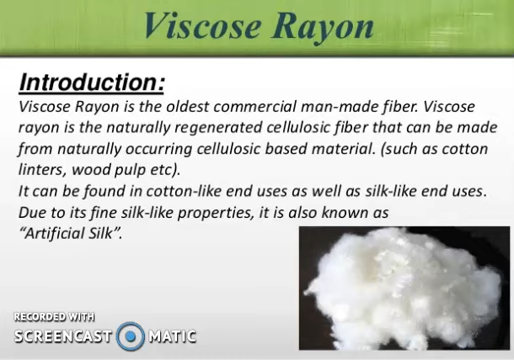 Viscose Rayon
Introduction:
Viscose Rayon is the oldest commercial man-made fiber. Viscose
rayon is the naturally regenerated cellulosic fiber that can be made
from naturally occurring cellulosic based material. (such as cotton
linters, wood pulp etc).
It can be found in cotton-like end uses as well as silk-like end uses.
Due to its fine silk-like properties, it is also known as
“Artificial Silk”.
RECORDED WITH
SCREENCAST MATIC